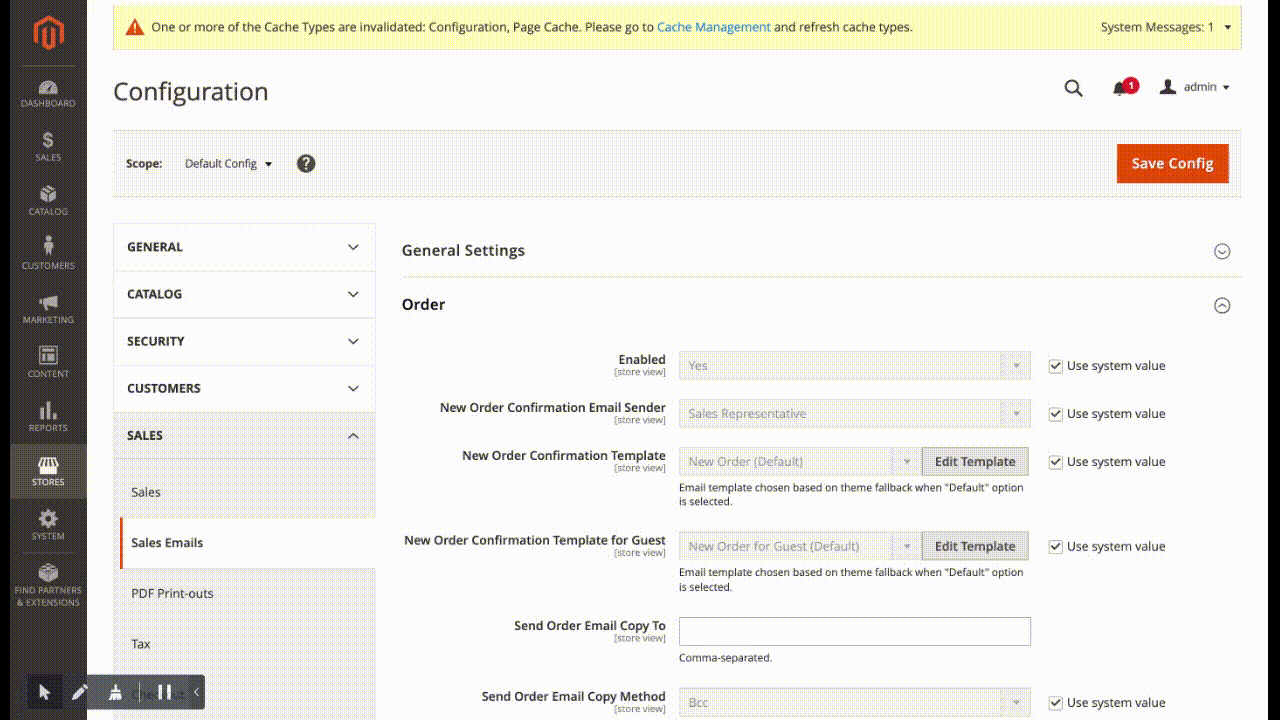 One or more of the Cache Types are invalidated: Configuration, Page Cache. Please go to Cache Management and refresh cache types.
System Messages: 1
Configuration
1
admin
Scope:
Default Config
?
Save Config
DASHBOARD
$
SALES
CATALOG
CUSTOMERS
MARKETING
CONTENT
REPORTS
STORES
SYSTEM
FIND PARTNERS
& EXTENSIONS
GENERAL
CATALOG
SECURITY
CUSTOMERS
SALES
Sales
Sales Emails
PDF Print-outs
Tax
Checkout
General Settings
Order
Enabled
[store view]
Yes
Use system value
New Order Confirmation Email Sender
[store view]
Sales Representative
Use system value
New Order Confirmation Template
[store view]
New Order (Default)
Edit Template
Use system value
Email template chosen based on theme fallback when "Default" option
is selected.
New Order Confirmation Template for Guest
[store view]
New Order for Guest (Default)
Edit Template
Use system value
Email template chosen based on theme fallback when "Default" option
is selected.
Send Order Email Copy To
[store view]
Comma-separated.
Send Order Email Copy Method
[store view]
Bcc
Use system value